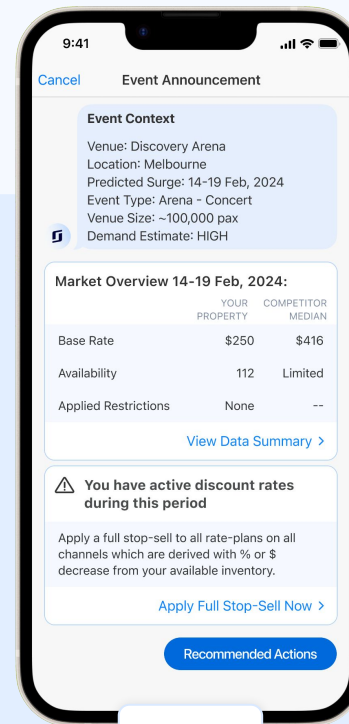 9:41
Cancel
Event Announcement
Event Context
Venue: Discovery Arena
Location: Melbourne
Predicted Surge: 14-19 Feb, 2024
Event Type: Arena - Concert
Venue Size: ~100,000 pax
Demand Estimate: HIGH
Market Overview 14-19 Feb, 2024:
YOUR PROPERTY
COMPETITOR MEDIAN
Base Rate $250 $416
Availability 112 Limited
Applied Restrictions None --
View Data Summary >
You have active discount rates
during this period
Apply a full stop-sell to all rate-plans on all
channels which are derived with % or $
decrease from your available inventory.
Apply Full Stop-Sell Now >
Recommended Actions